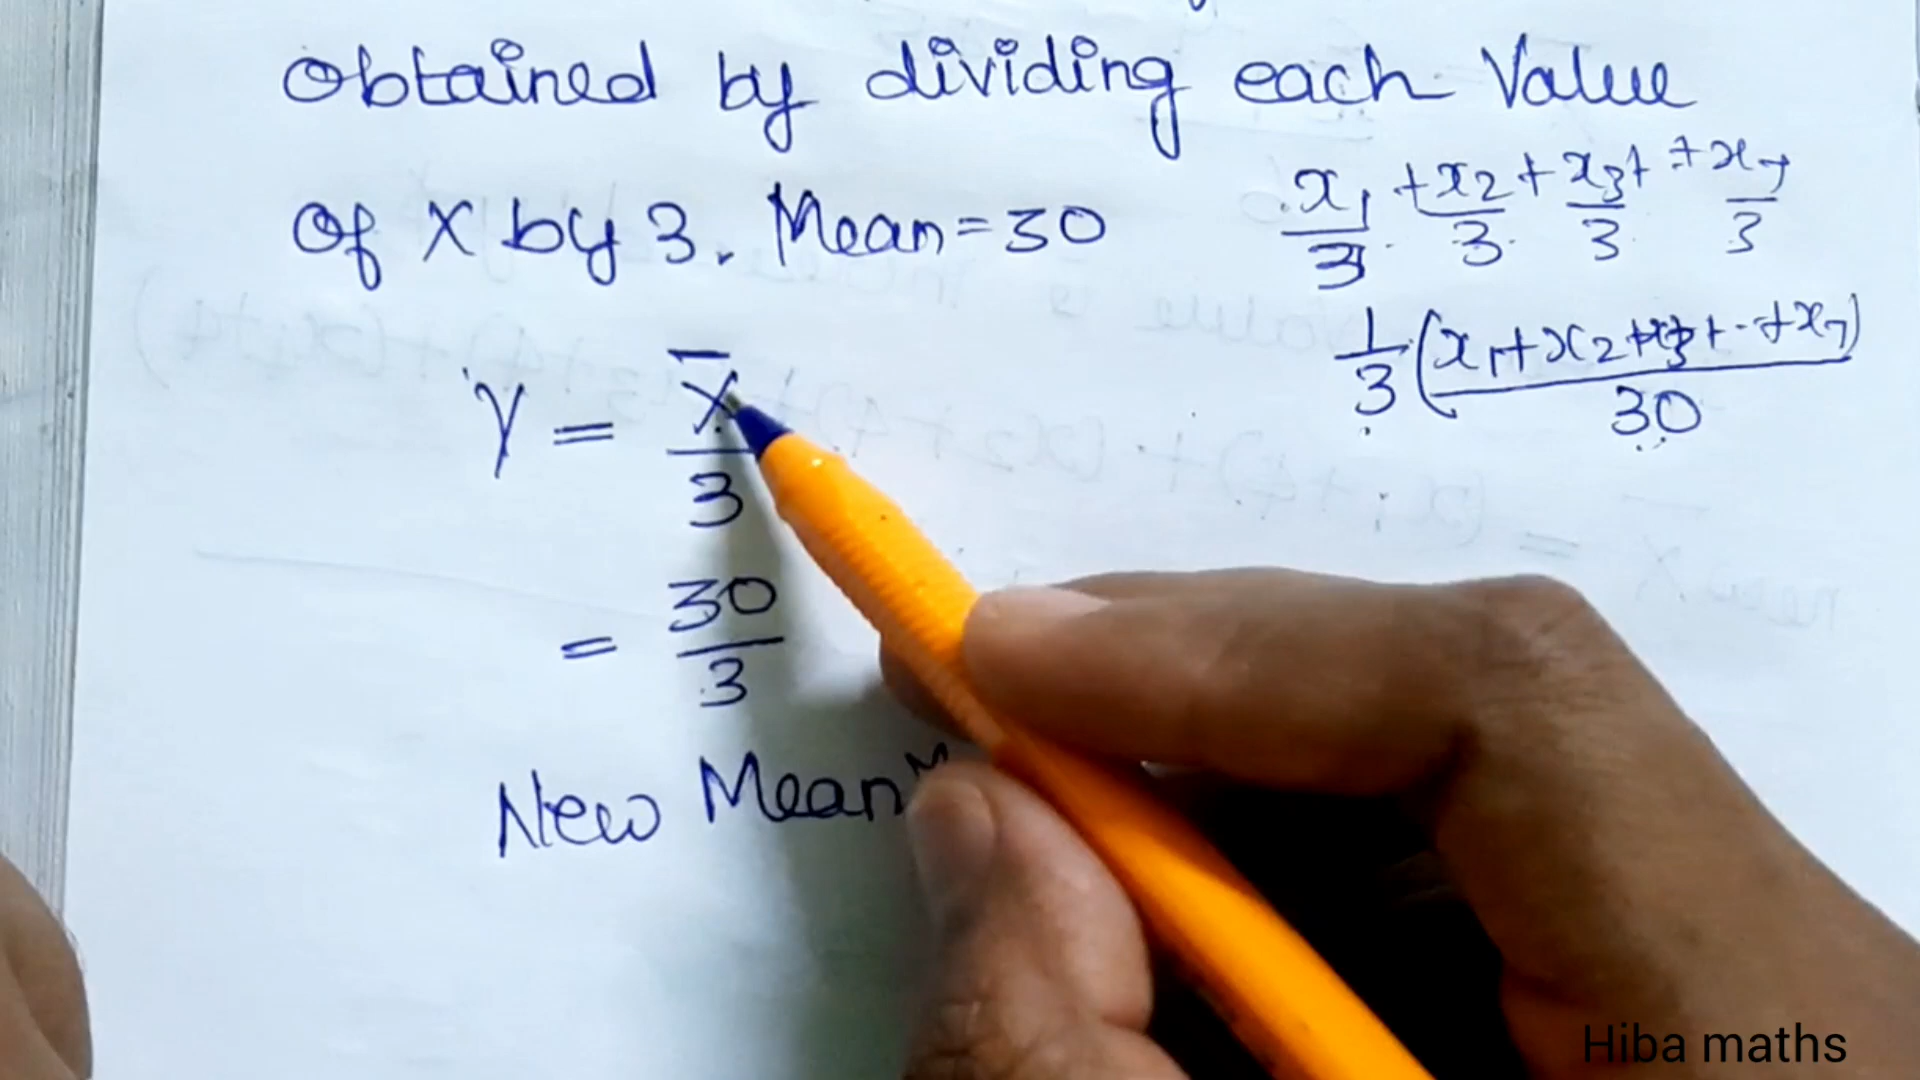 Obtained by dividing each Value
of X by 3. Mean = 30
x₁/3 + x₂/3 + x₃/3 + - + x₇/3
1/3 (x₁ + x₂ + x₃ + - - + x₇)/30
Y = X̄/3
= 30/3
New Mean
Hiba maths